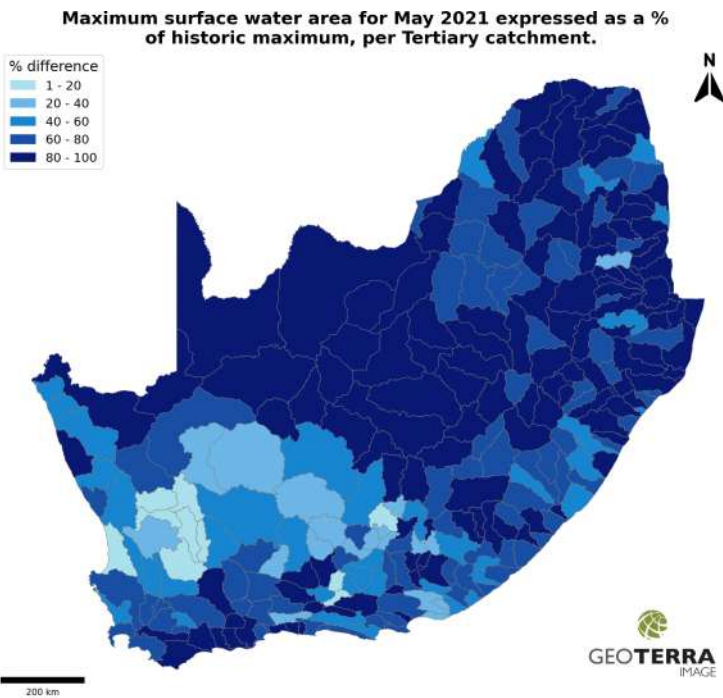 Maximum surface water area for May 2021 expressed as a %
of historic maximum, per Tertiary catchment.
% difference
1 - 20
20 - 40
40 - 60
60 - 80
80 - 100
N
GEOTERRA
IMAGE
200 km